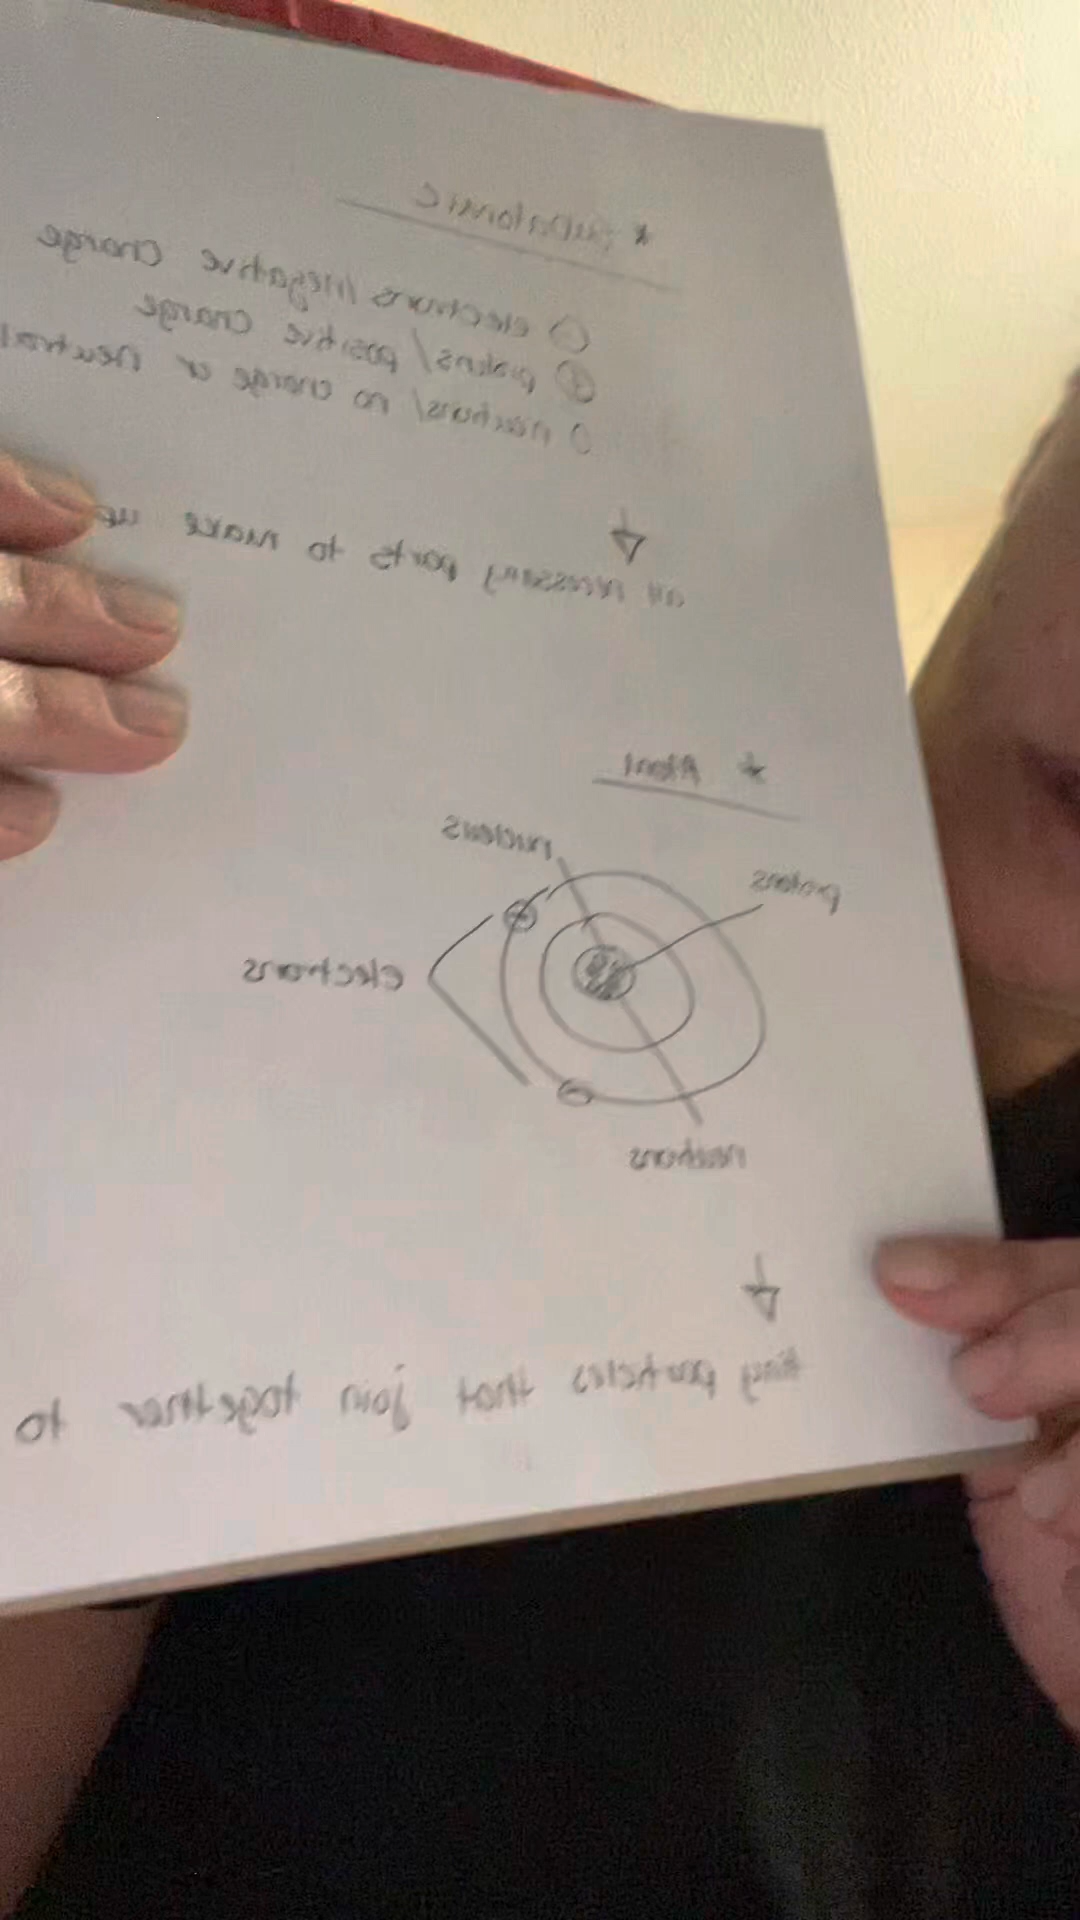 * Subatomic
⊖ electrons/negative charge
⊕ protons/ positive charge
O neutrons/ no charge or neutral
all necessary parts to make up
* Atom
nucleus
protons
electrons
neutrons
tiny particles that join together to